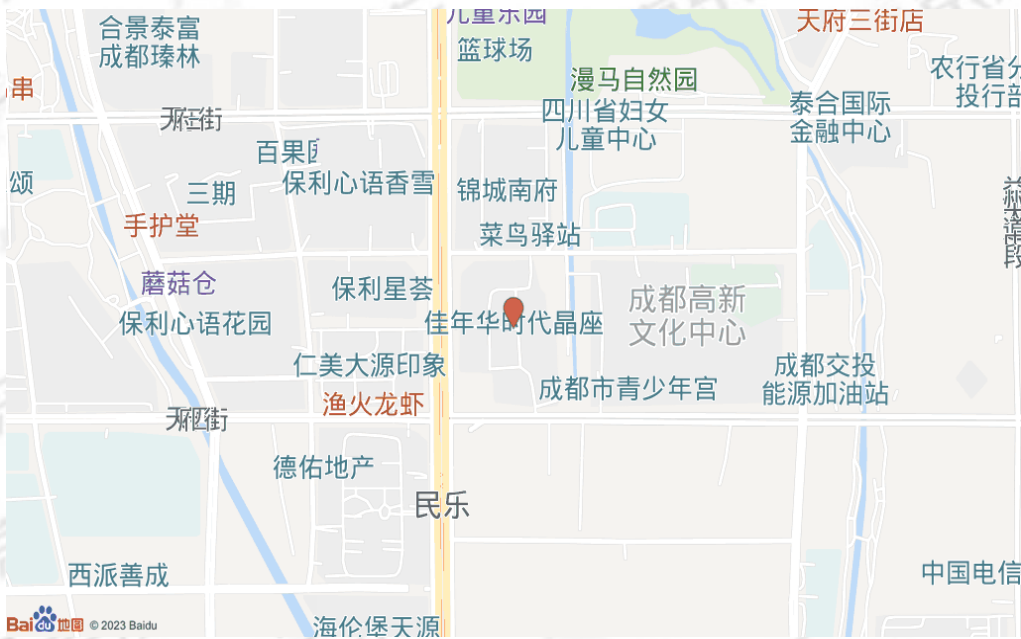 儿童乐园
天府三街店
合景泰富
成都瑧林
篮球场
漫马自然园
农行省分
投行部
串
四川省妇女
儿童中心
泰合国际
金融中心
百果园
保利心语香雪
锦城南府
颂
三期
手护堂
菜鸟驿站
蘑菇仓
保利星荟
成都高新
文化中心
保利心语花园
佳年华时代晶座
仁美大源印象
成都市青少年宫
成都交投
能源加油站
渔火龙虾
德佑地产
民乐
西派善成
中国电信
海伦堡天源
Bai du 地图 © 2023 Baidu